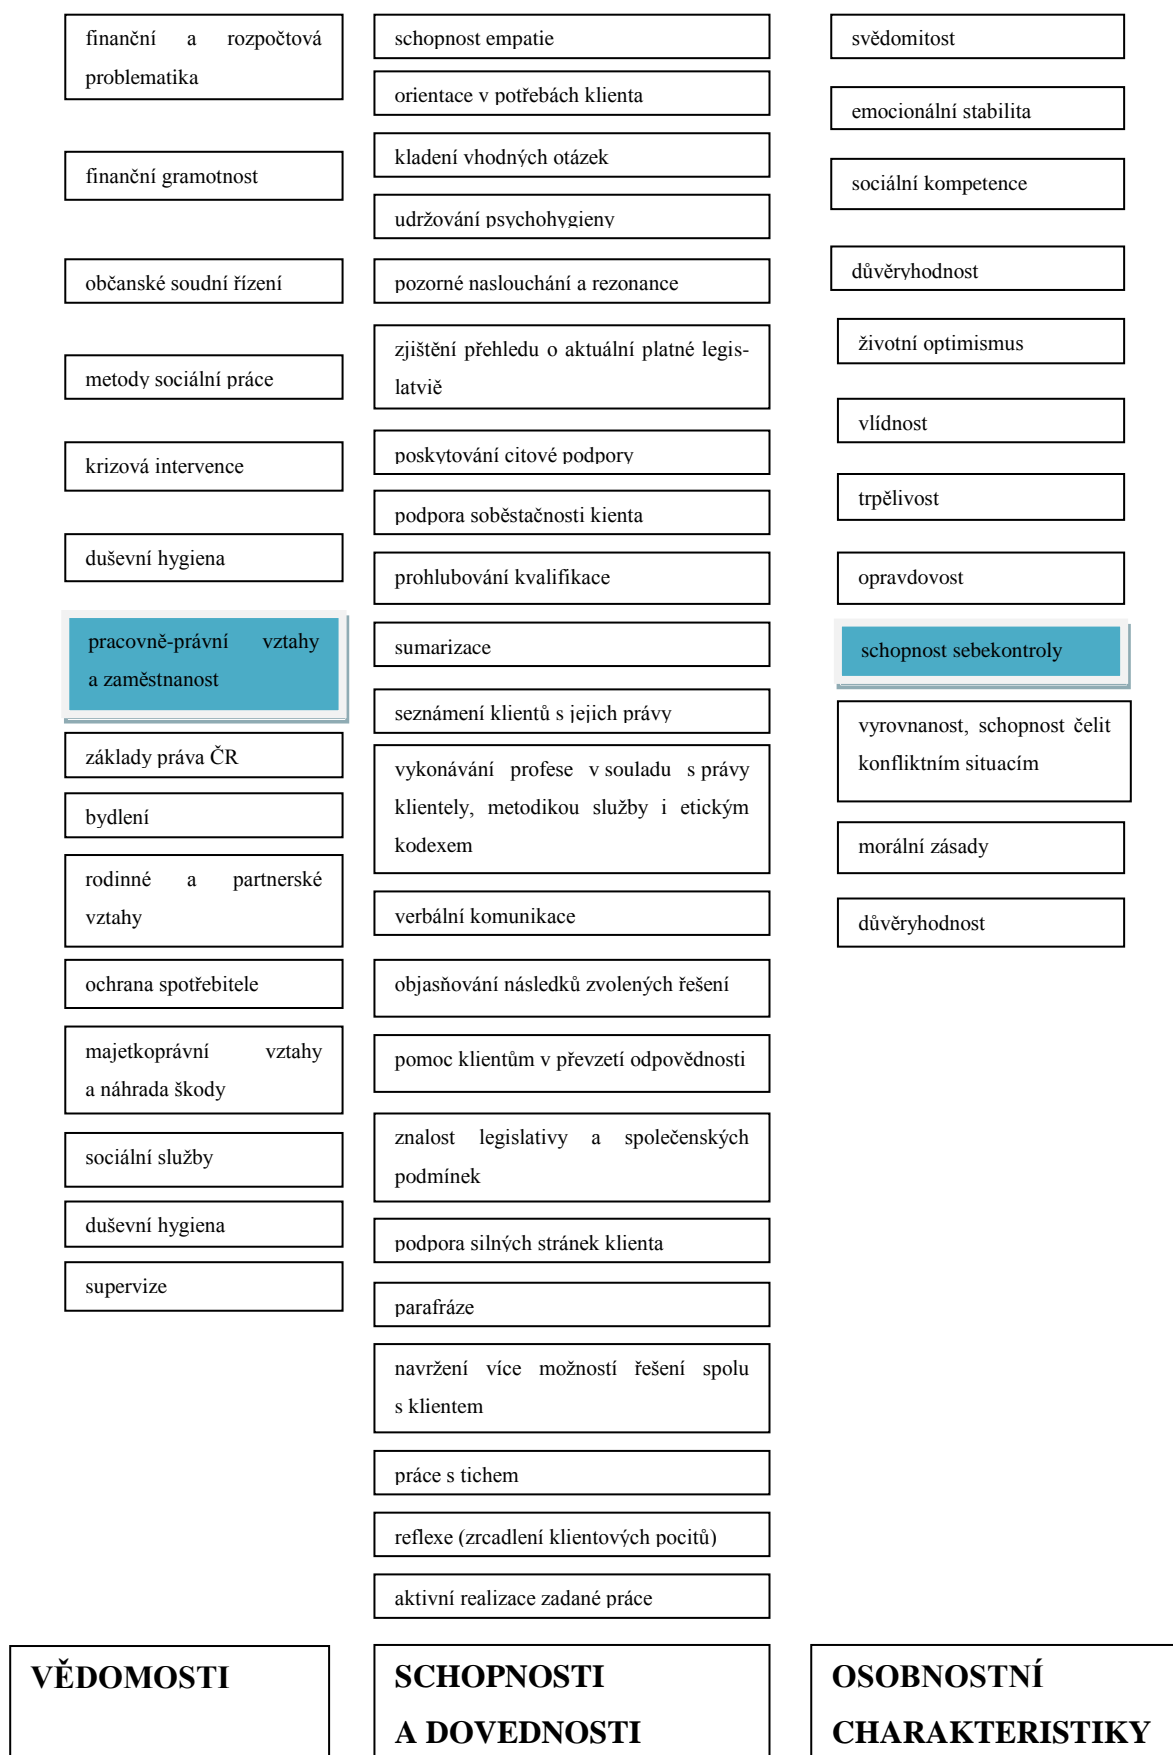 finanční a rozpočtová
problematika
finanční gramotnost
občanské soudní řízení
metody sociální práce
krizová intervence
duševní hygiena
pracovně-právní vztahy
a zaměstnanost
základy práva ČR
bydlení
rodinné a partnerské
vztahy
ochrana spotřebitele
majetkoprávní vztahy
a náhrada škody
sociální služby
duševní hygiena
supervize
VĚDOMOSTI
schopnost empatie
orientace v potřebách klienta
kladení vhodných otázek
udržování psychohygieny
pozorné naslouchání a rezonance
zjištění přehledu o aktuální platné legis-
latviě
poskytování citové podpory
podpora soběstačnosti kienta
prohlubování kvalifikace
sumarizace
seznámení klientů s jejich právy
vykonávání profese v souladu s právy
klientely, metodikou služby i etickým
kodexem
verbální komunikace
objasňování následků zvolených řešení
pomoc klientům v převzetí odpovědnosti
znalost legislativy a společenských
podmínek
podpora silných stránek klienta
parafráze
navržení více možností řešení spolu
s klientem
práce s tichem
reflexe (zrcadlení klientových pocitů)
aktivní realizace zadané práce
SCHOPNOSTI
A DOVEDNOSTI
svědomitost
emocionální stabilita
sociální kompetence
důvěryhodnost
životní optimismus
vlídnost
trpělivost
opravdovost
schopnost sebekontroly
vyrovnanost, schopnost čelit
konfliktním situacím
morální zásady
důvěryhodnost
OSOBNOSTNÍ
CHARAKTERISTIKY